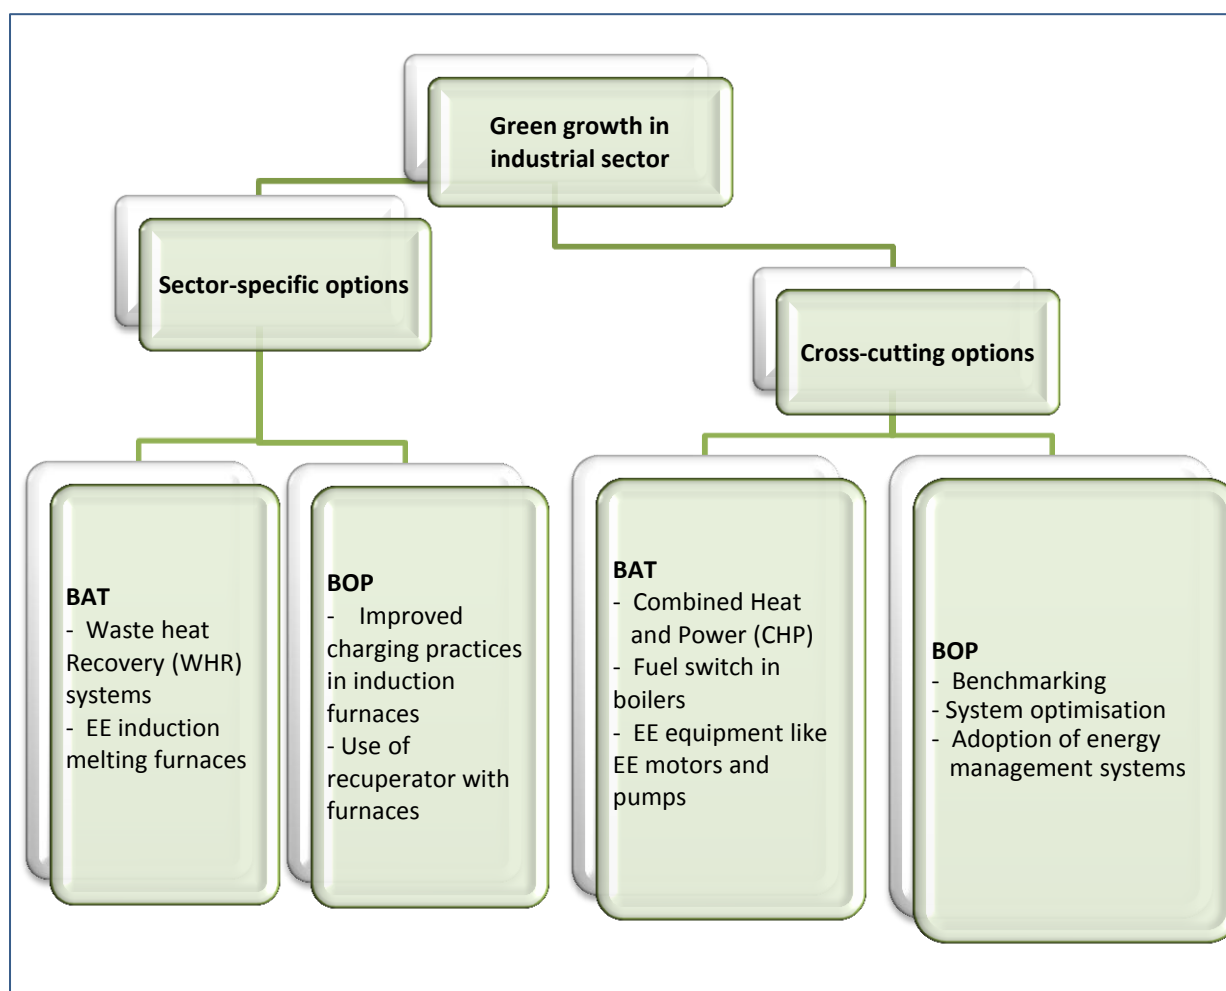 Green growth in
industrial sector
Sector-specific options
Cross-cutting options
BAT
- Waste heat
Recovery (WHR)
systems
- EE induction
melting furnaces
BOP
- Improved
charging practices
in induction
furnaces
- Use of
recuperator with
furnaces
BAT
- Combined Heat
and Power (CHP)
- Fuel switch in
boilers
- EE equipment like
EE motors and
pumps
BOP
- Benchmarking
- System optimisation
- Adoption of energy
management systems